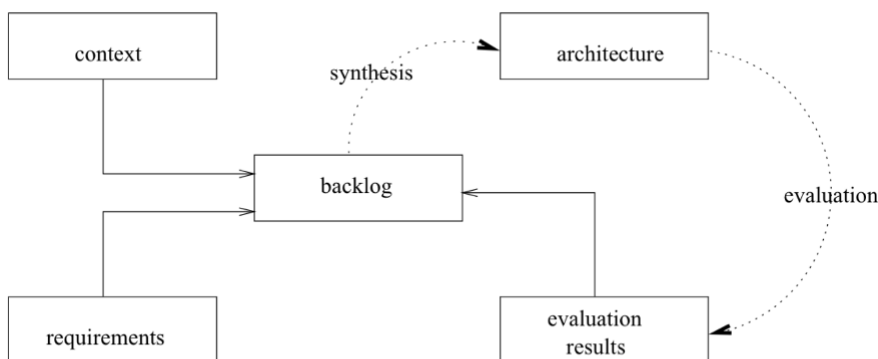 context
architecture
synthesis
backlog
evaluation
requirements
evaluation
results